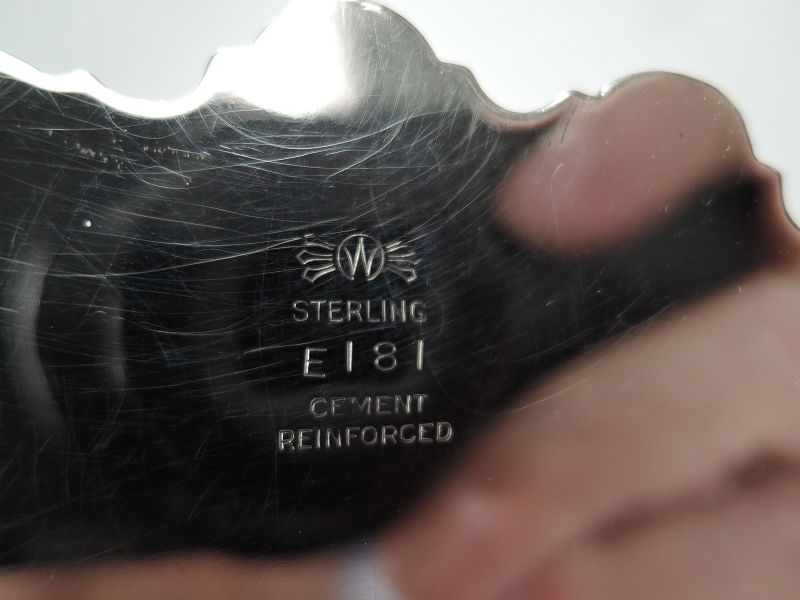 W
STERLING
E181
CEMENT
REINFORCED